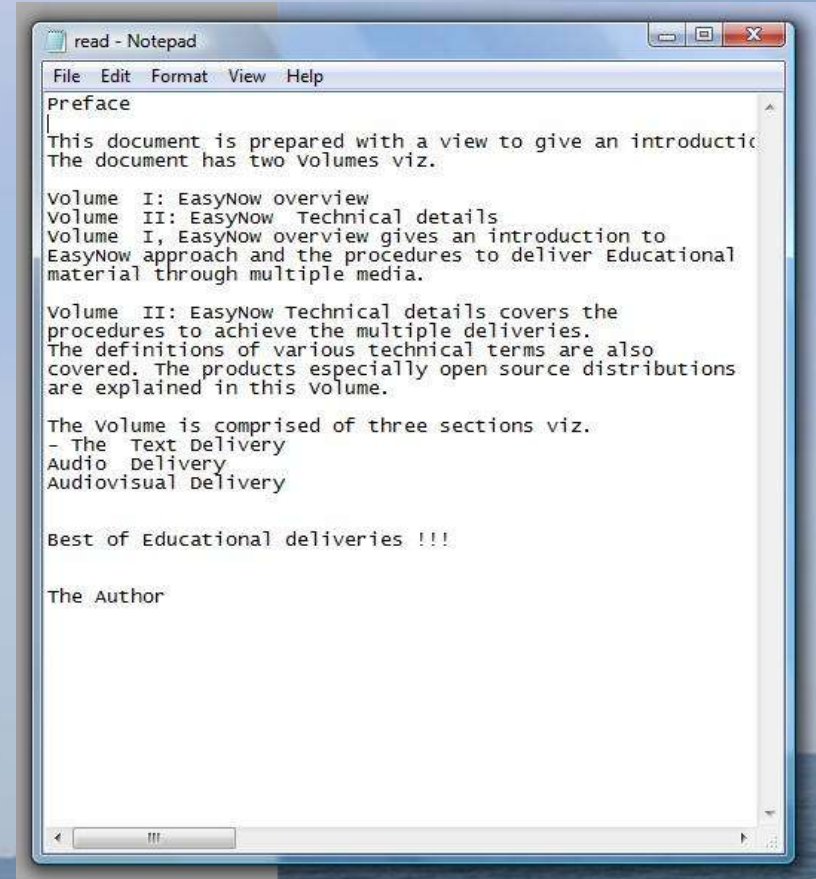 read - Notepad
File Edit Format View Help
Preface
This document is prepared with a view to give an
The document has two Volumes viz.
Volume  I: EasyNow overview
Volume  II: EasyNow  Technical details
Volume  I, EasyNow overview gives an introduction to
EasyNow approach and the procedures to deliver Educational
material through multiple media.
Volume  II: EasyNow Technical details covers the
procedures to achieve the multiple deliveries.
The definitions of various technical terms are also
covered. The products especially open source distributions
are explained in this Volume.
The Volume is comprised of three sections viz.
- The  Text Delivery
Audio  Delivery
Audiovisual Delivery
Best of Educational deliveries !!!
The Author